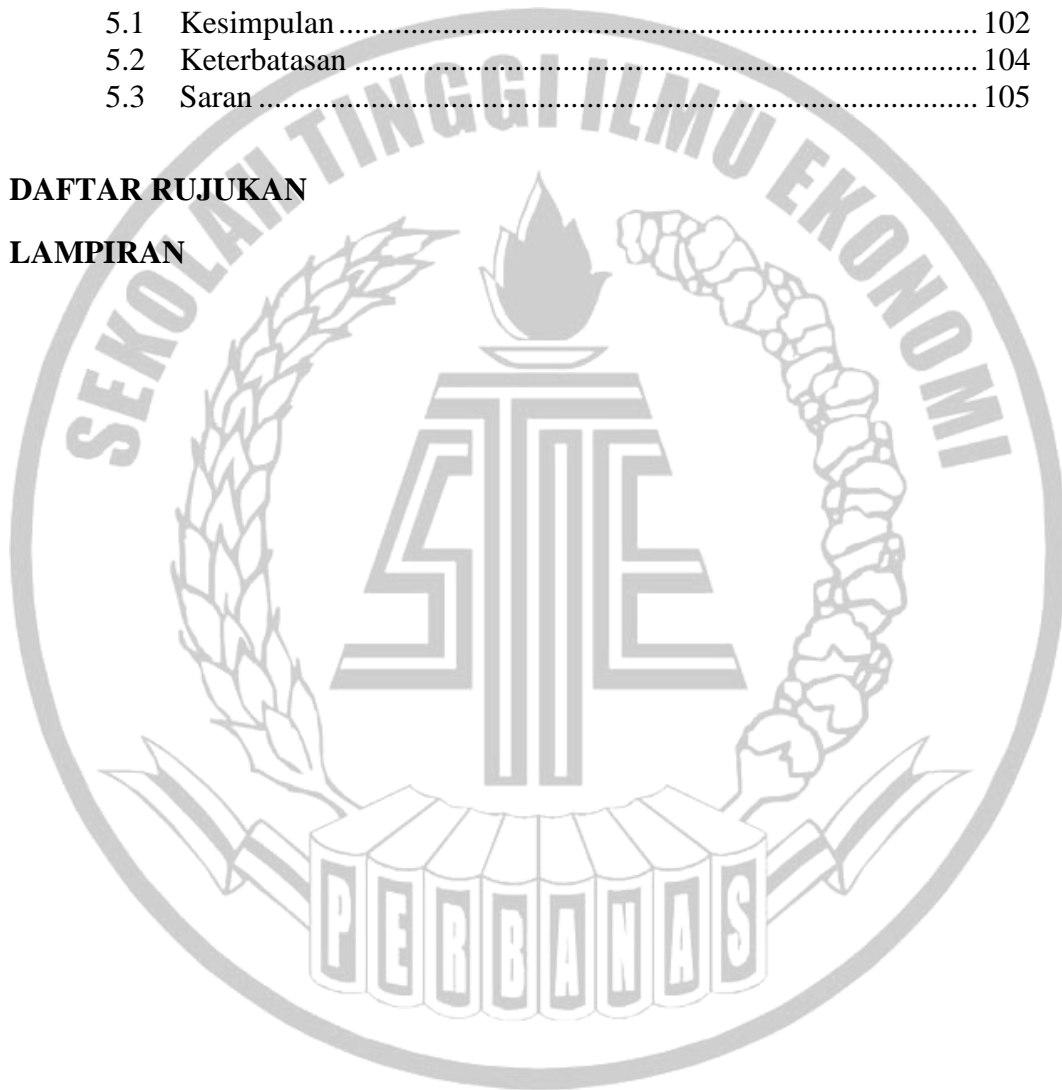 5.1 Kesimpulan ................................................................................ 102
5.2 Keterbatasan .............................................................................. 104
5.3 Saran .......................................................................................... 105
DAFTAR RUJUKAN
LAMPIRAN
SEKOLAH TINGGI ILMU EKONOMI
STIE
PERBANAS